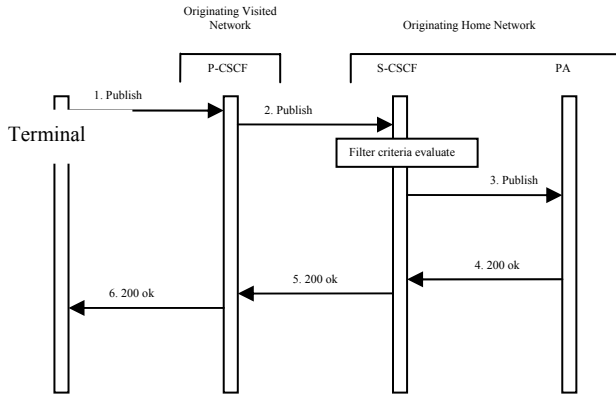 Originating Visited
Network
Originating Home Network
P-CSCF
S-CSCF
PA
1. Publish
2. Publish
Terminal
Filter criteria evaluate
3. Publish
4. 200 ok
5. 200 ok
6. 200 ok